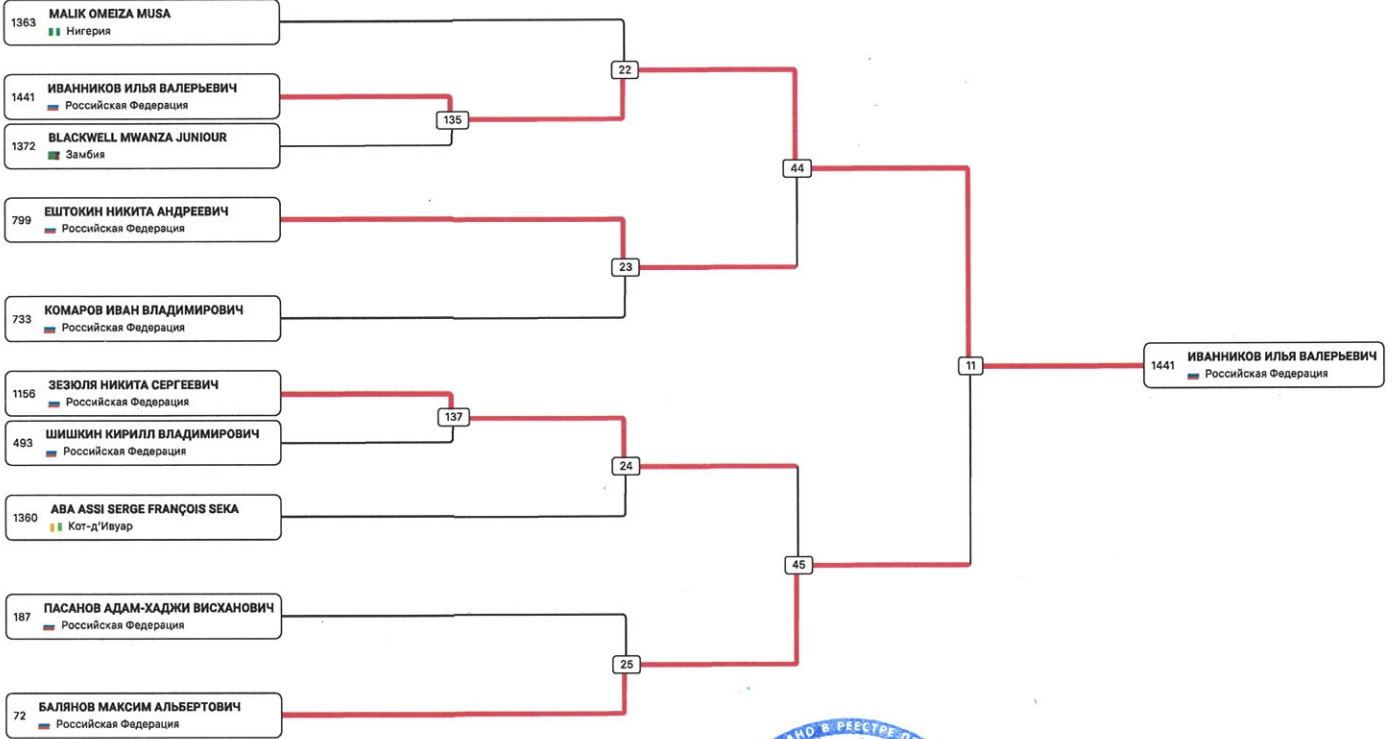 1363 MALIK OMEIZA MUSA
Нигерия
22
1441 ИВАННИКОВ ИЛЬЯ ВАЛЕРЬЕВИЧ
Российская Федерация
135
1372 BLACKWELL MWANZA JUNIOUR
Замбия
44
799 ЕШТОКИН НИКИТА АНДРЕЕВИЧ
Российская Федерация
23
733 КОМАРОВ ИВАН ВЛАДИМИРОВИЧ
Российская Федерация
11
1441 ИВАННИКОВ ИЛЬЯ ВАЛЕРЬЕВИЧ
Российская Федерация
1156 ЗЕЗЮЛЯ НИКИТА СЕРГЕЕВИЧ
Российская Федерация
137
493 ШИШКИН КИРИЛЛ ВЛАДИМИРОВИЧ
Российская Федерация
24
1360 ABA ASSI SERGE FRANÇOIS SEKA
Кот-д'Ивуар
45
187 ПАСАНОВ АДАМ-ХАДЖИ ВИСХАНОВИЧ
Российская Федерация
25
72 БАЛЯНОВ МАКСИМ АЛЬБЕРТОВИЧ
Российская Федерация
В РЕЕСТРЕ